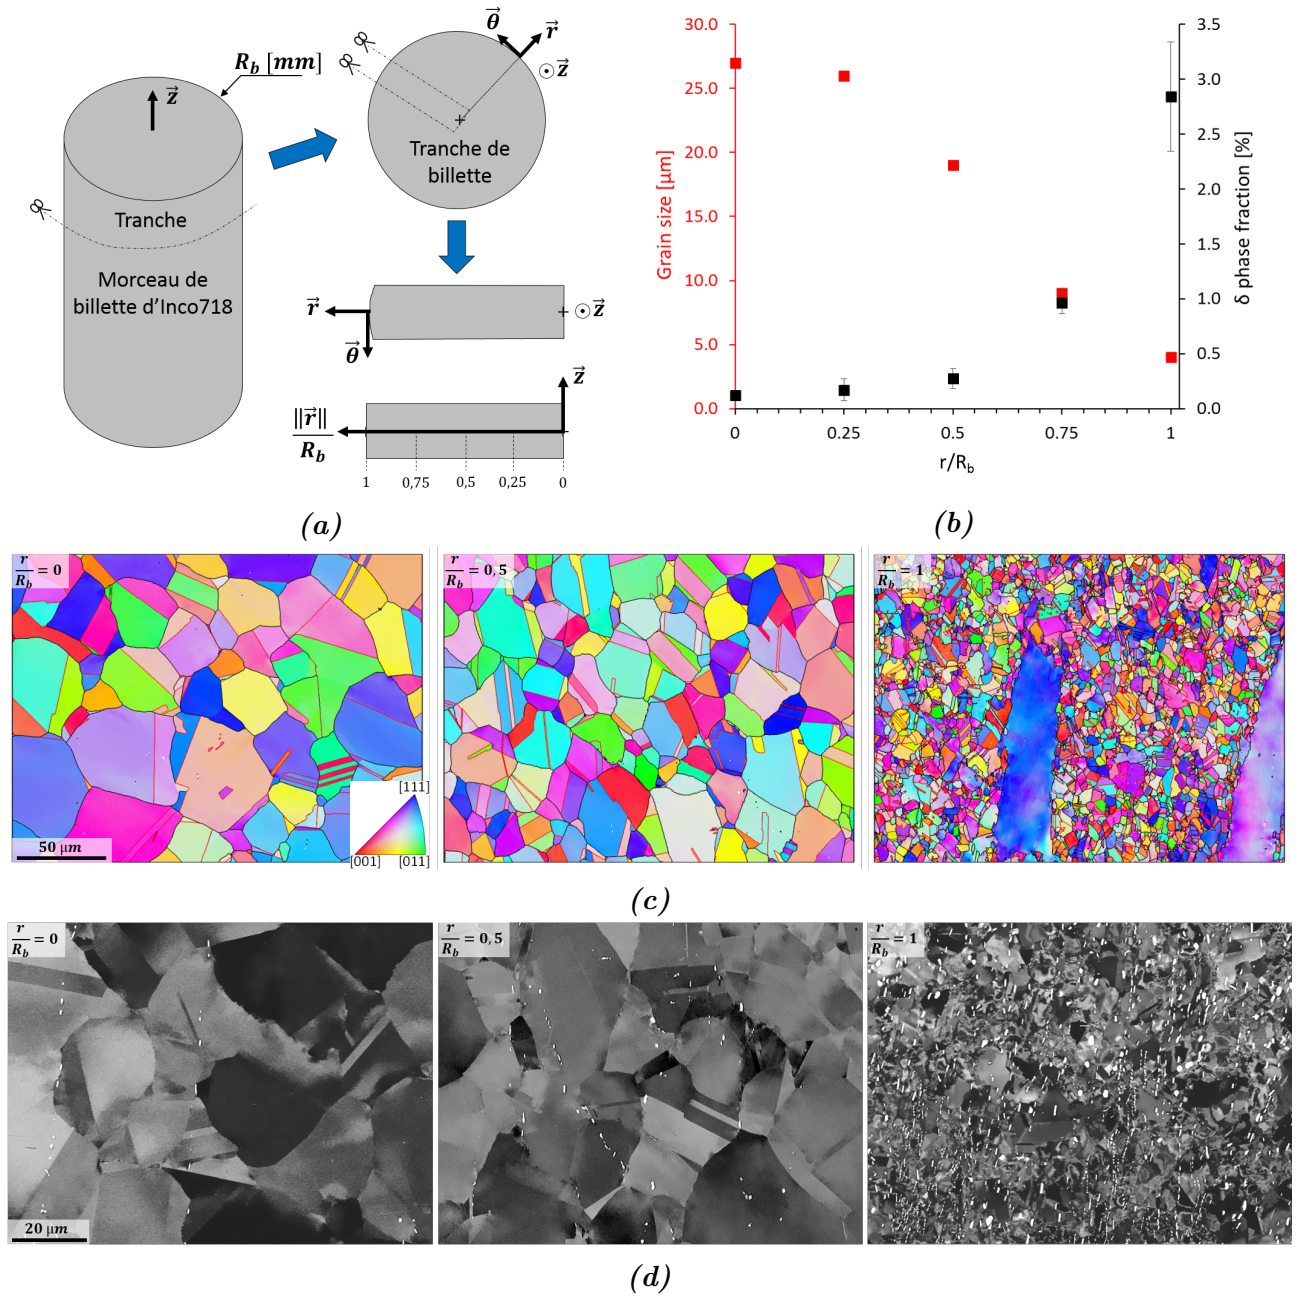 R_b [mm]
z⃗
Tranche
Morceau de
billette d'Inco718
θ⃗
r⃗
⊙z⃗
Tranche de
billette
r⃗
⊙z⃗
θ⃗
z⃗
‖r⃗‖
R_b
1 0,75 0,5 0,25 0
(a)
30.0
25.0
20.0
15.0
10.0
5.0
0.0
Grain size [µm]
3.5
3.0
2.5
2.0
1.5
1.0
0.5
0.0
δ phase fraction [%]
0 0.25 0.5 0.75 1
r/R_b
(b)
r/R_b = 0
r/R_b = 0,5
r/R_b = 1
50 µm
[111]
[001] [011]
(c)
r/R_b = 0
r/R_b = 0,5
r/R_b = 1
20 µm
(d)